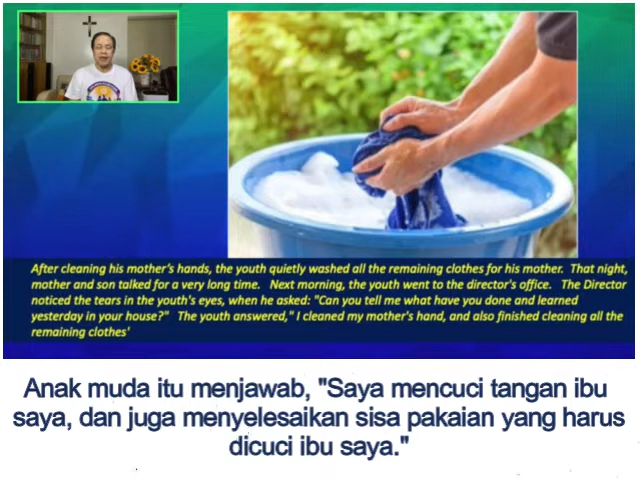 After cleaning his mother's hands, the youth quietly washed all the remaining clothes for his mother.  That night,
mother and son talked for a very long time.   Next morning, the youth went to the director's office.   The Director
noticed the tears in the youth's eyes, when he asked: "Can you tell me what have you done and learned
yesterday in your house?"   The youth answered," I cleaned my mother's hand, and also finished cleaning all the
remaining clothes'
Anak muda itu menjawab, "Saya mencuci tangan ibu
saya, dan juga menyelesaikan sisa pakaian yang harus
dicuci ibu saya."